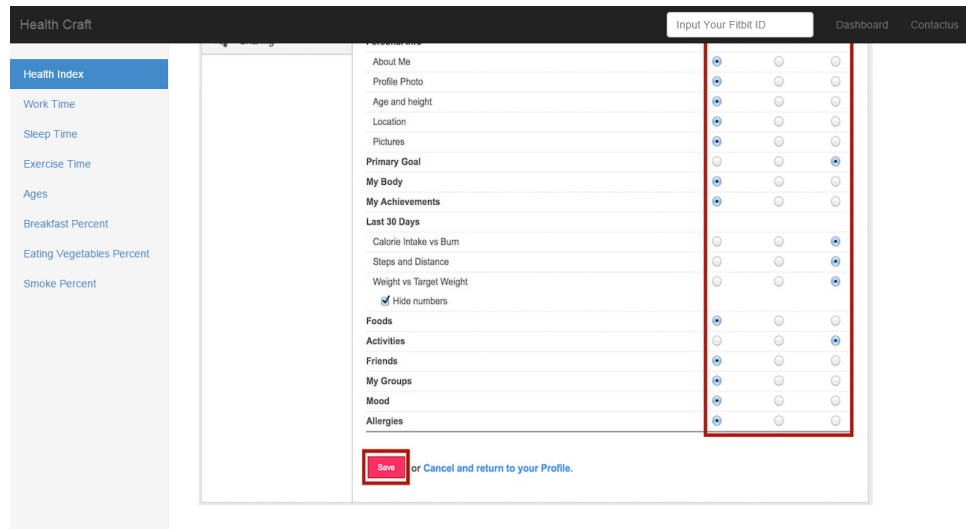 Health Craft
Input Your Fitbit ID
Dashboard
Contactus
Health Index
Work Time
Sleep Time
Exercise Time
Ages
Breakfast Percent
Eating Vegetables Percent
Smoke Percent
Sharing
Personal Info
About Me
Profile Photo
Age and height
Location
Pictures
Primary Goal
My Body
My Achievements
Last 30 Days
Calorie Intake vs Burn
Steps and Distance
Weight vs Target Weight
Hide numbers
Foods
Activities
Friends
My Groups
Mood
Allergies
Save or Cancel and return to your Profile.